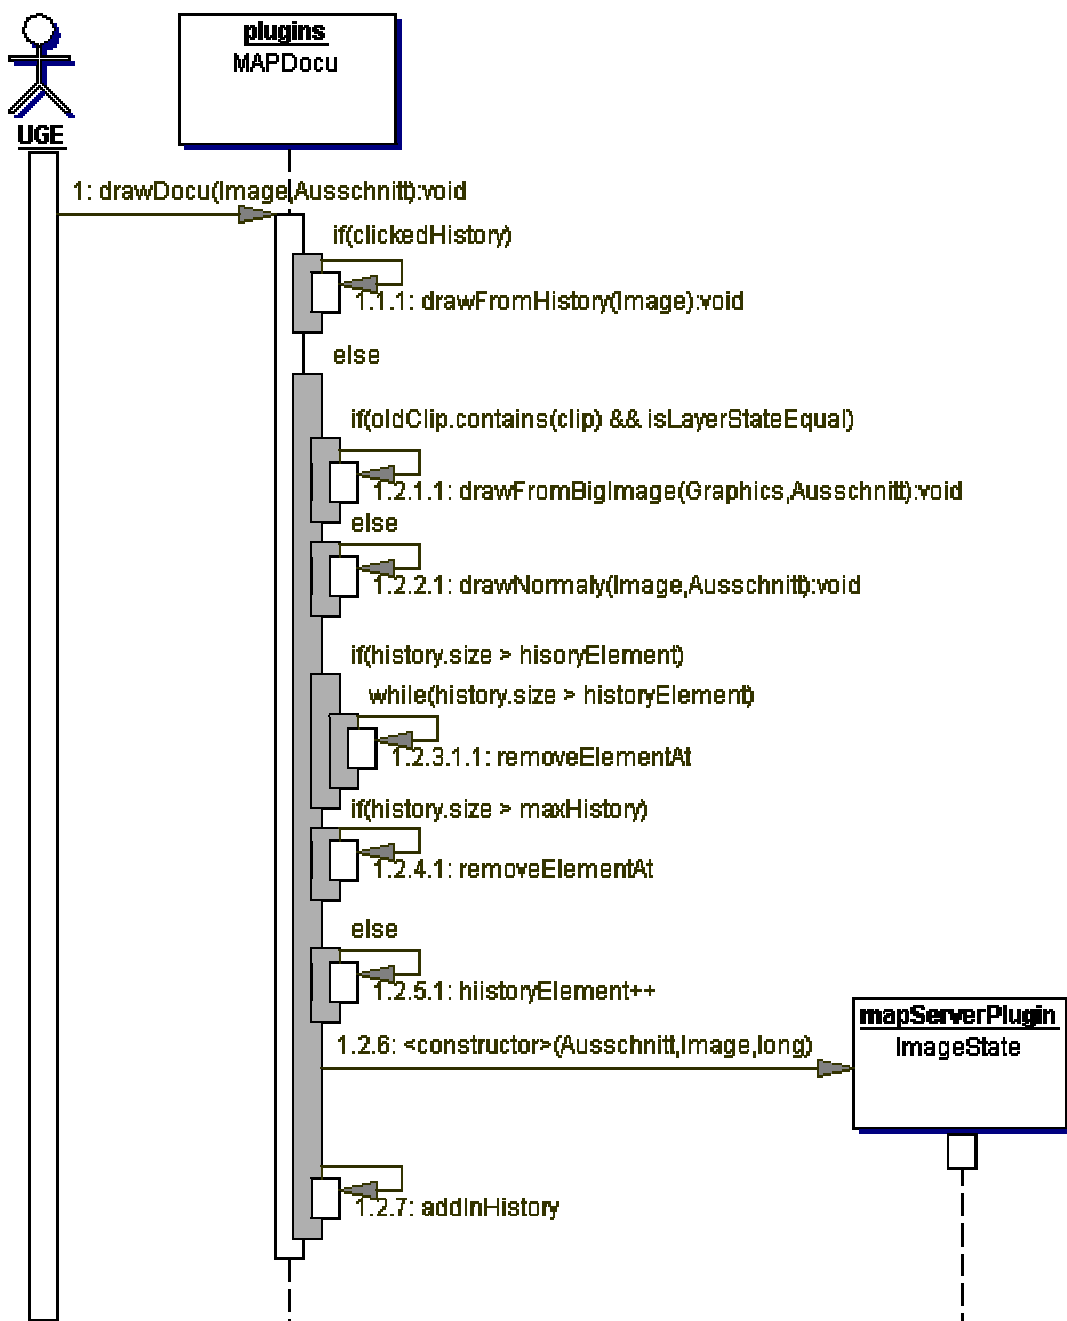 plugins
MAPDocu
UGE
1: drawDocu(Image,Ausschnitt):void
if(clickedHistory)
1.1.1: drawFromHistory(Image):void
else
if(oldClip.contains(clip) && isLayerStateEqual)
1.2.1.1: drawFromBigImage(Graphics,Ausschnitt):void
else
1.2.2.1: drawNormaly(Image,Ausschnitt):void
if(history.size > hisoryElement)
while(history.size > historyElement)
1.2.3.1.1: removeElementAt
if(history.size > maxHistory)
1.2.4.1: removeElementAt
else
1.2.5.1: hiistoryElement++
mapServerPlugin
ImageState
1.2.6: <constructor>(Ausschnitt,Image,long)
1.2.7: addInHistory